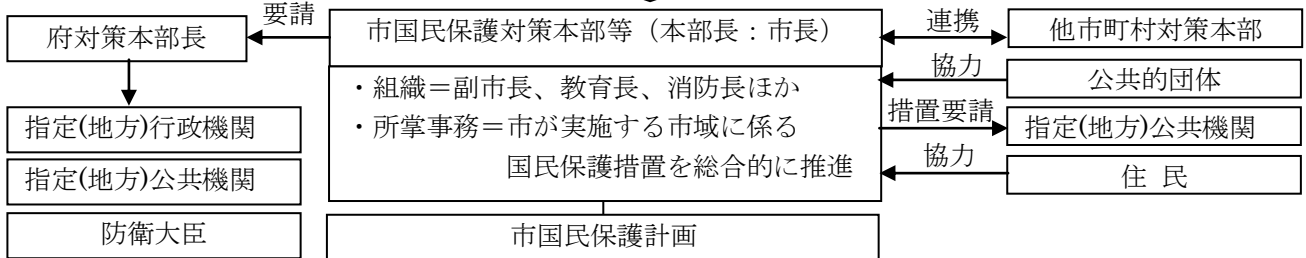 要請
府対策本部長
市国民保護対策本部等（本部長：市長）
連携
他市町村対策本部
・組織＝副市長、教育長、消防長ほか
協力
公共的団体
指定(地方)行政機関
・所掌事務＝市が実施する市域に係る
国民保護措置を総合的に推進
措置要請
指定(地方)公共機関
指定(地方)公共機関
協力
住 民
防衛大臣
市国民保護計画